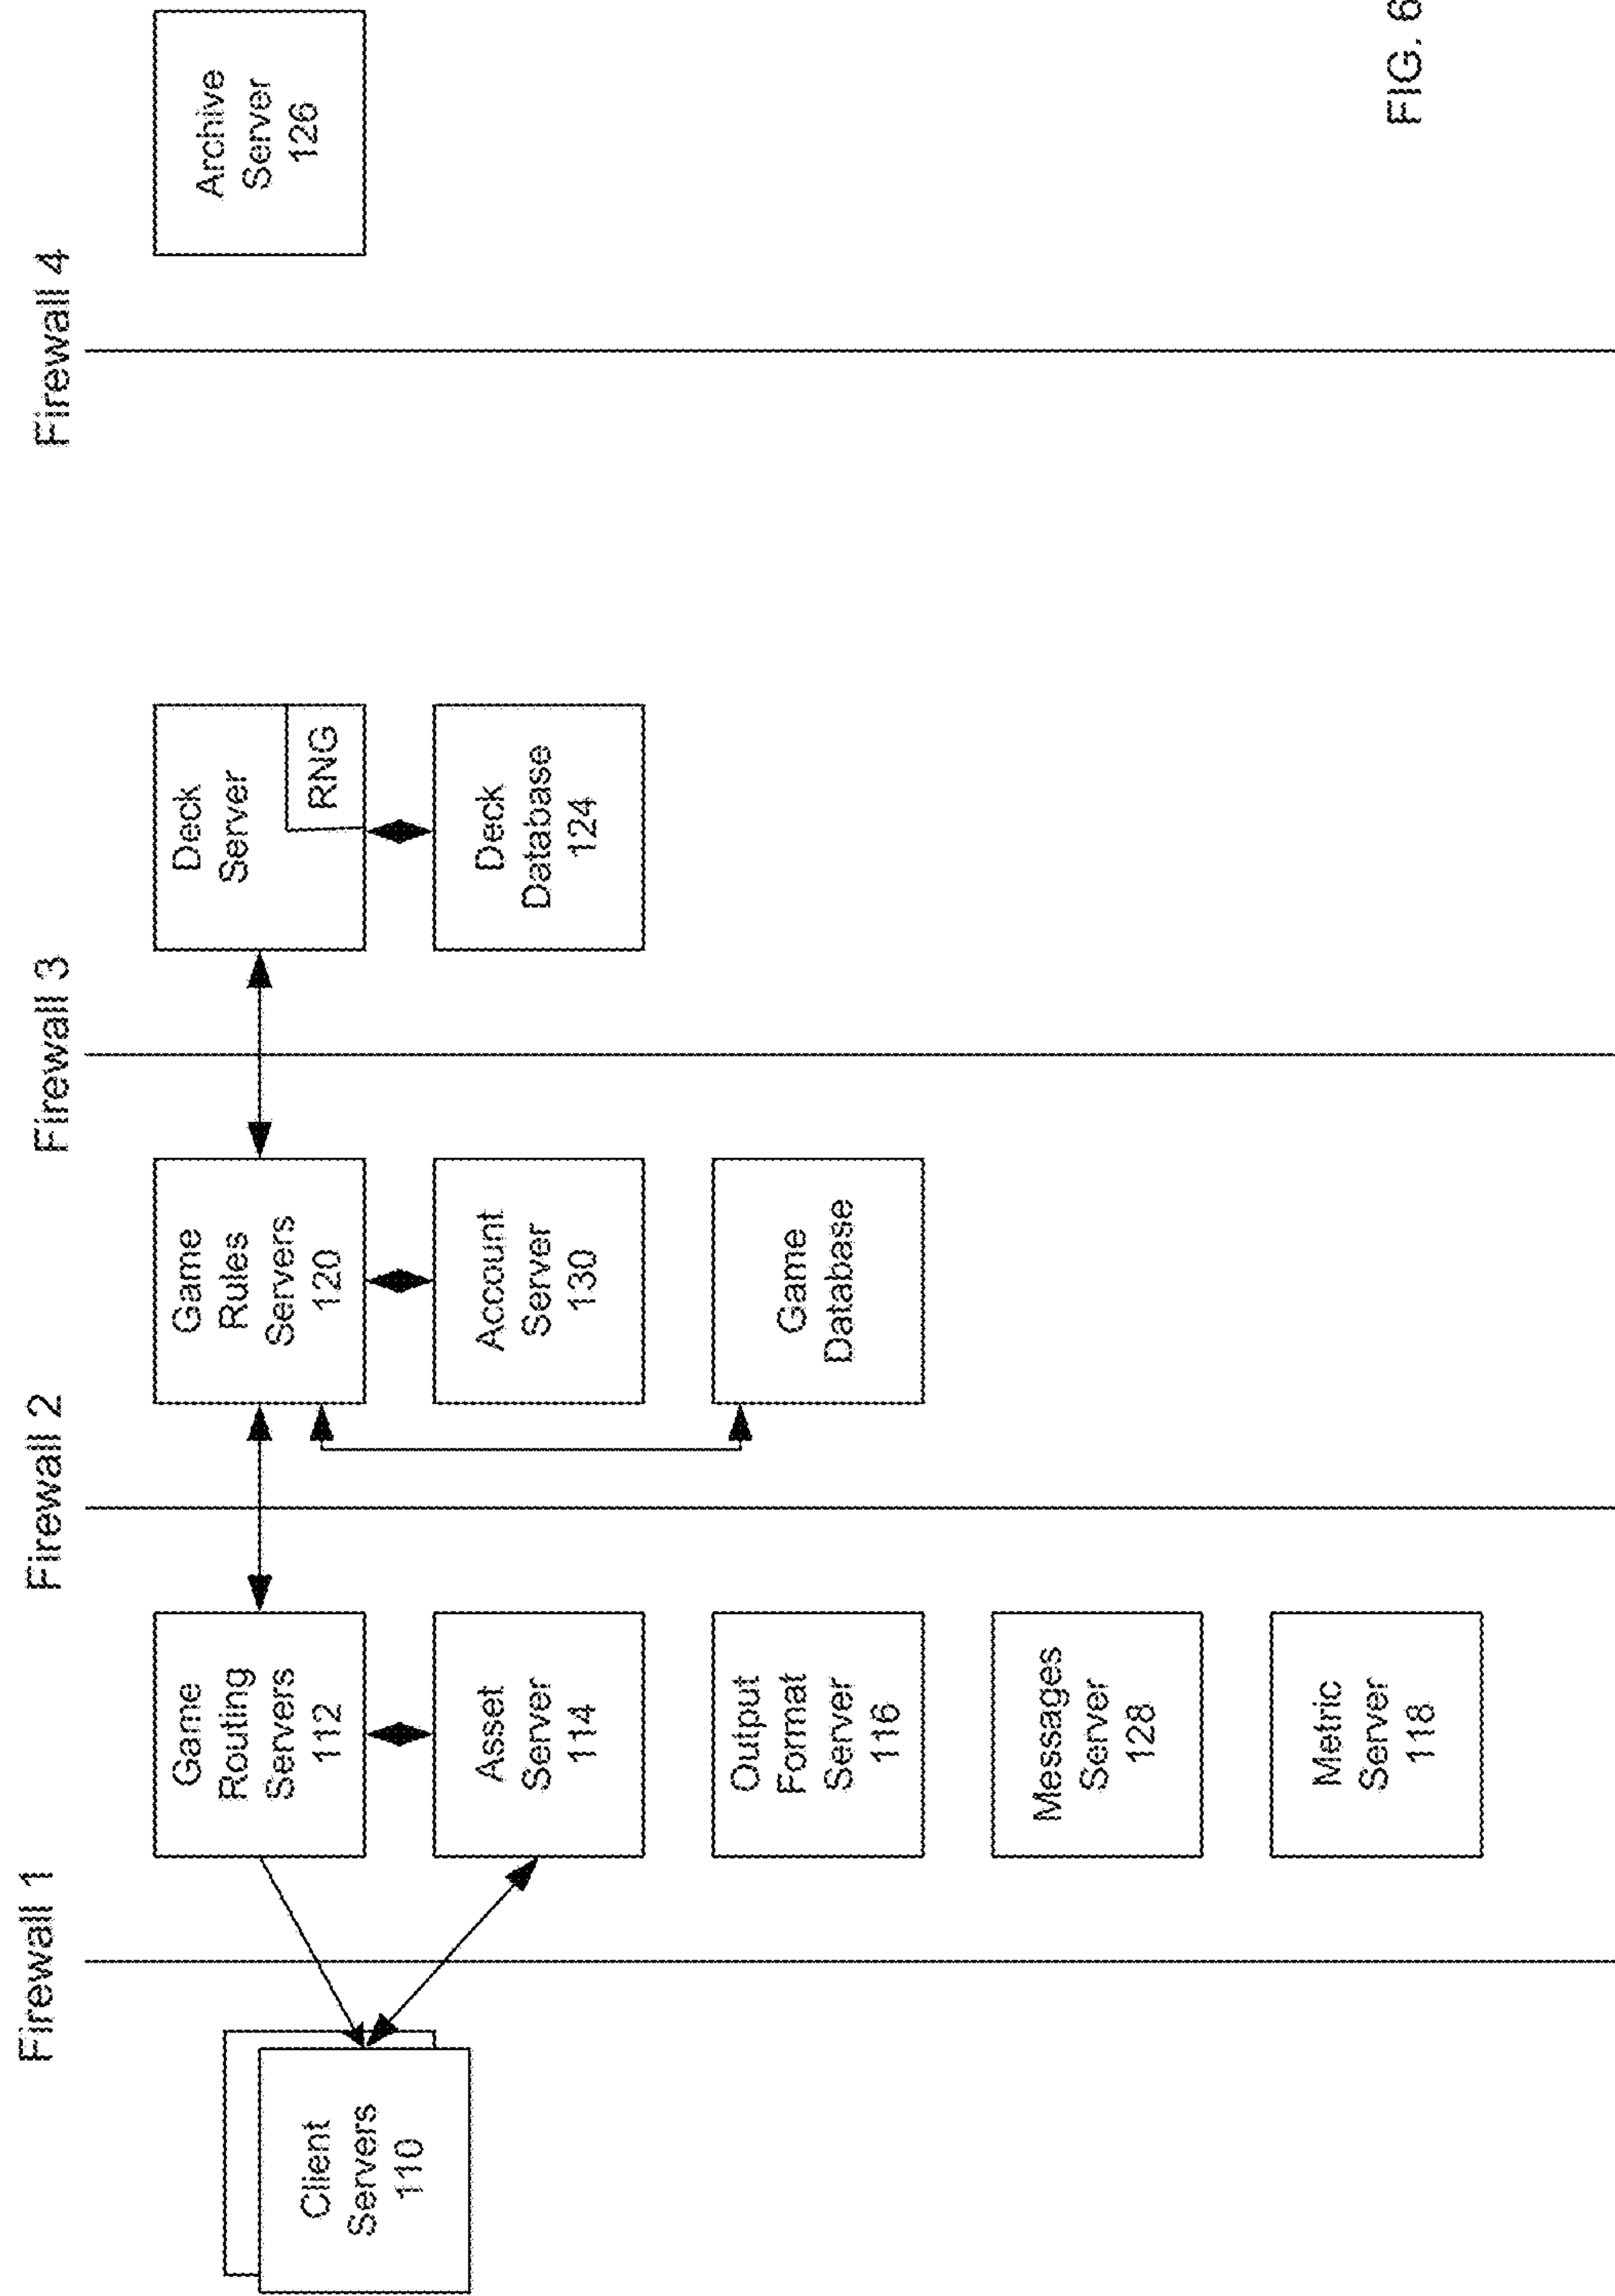 Firewall 1
Firewall 2
Firewall 3
Firewall 4
Client
Servers
110
Game
Routing
Servers
112
Asset
Server
114
Output
Format
Server
116
Messages
Server
128
Metric
Server
118
Game
Rules
Servers
120
Account
Server
130
Game
Database
Deck
Server
RNG
Deck
Database
124
Archive
Server
126
FIG. 6